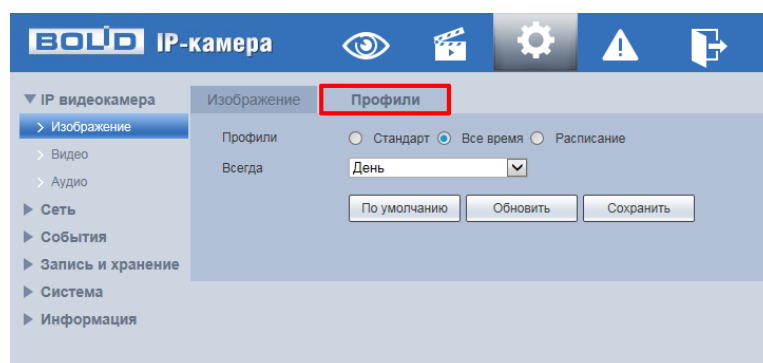 BOLID IP-камера
IP видеокамера
Изображение
Видео
Аудио
Сеть
События
Запись и хранение
Система
Информация
Изображение Профили
Профили Стандарт Все время Расписание
Всегда День
По умолчанию Обновить Сохранить